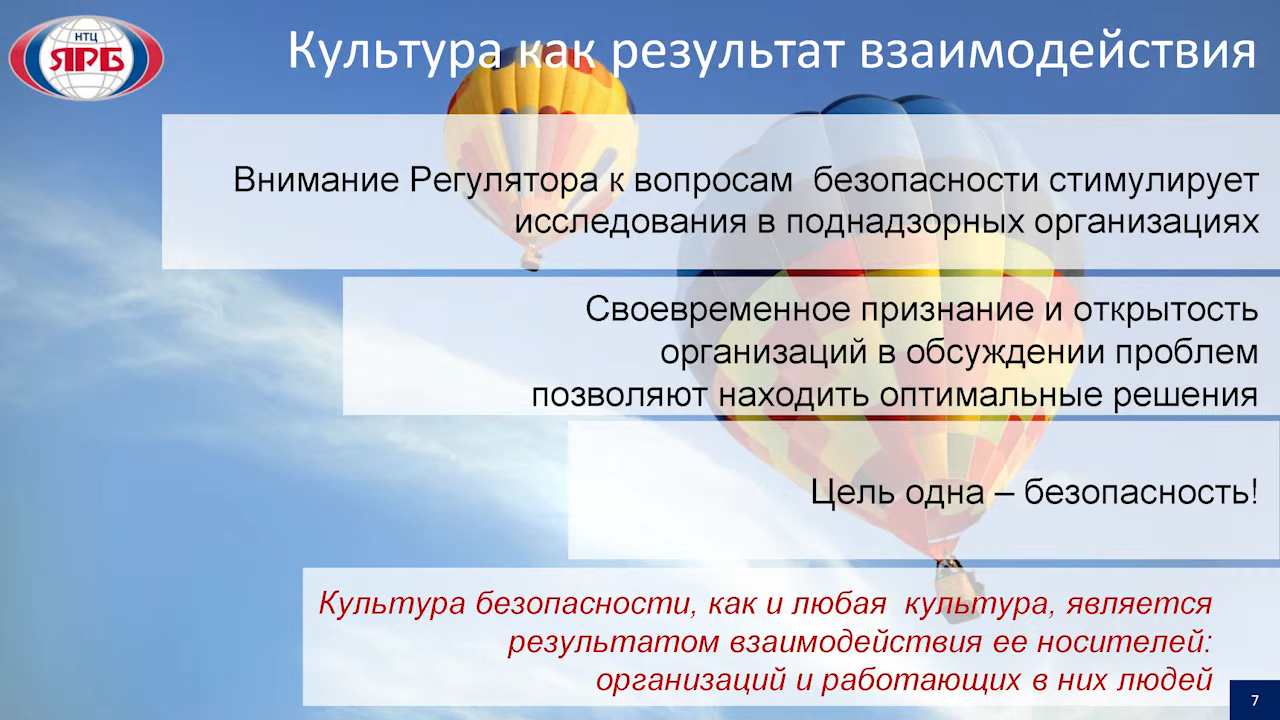 НТЦ
ЯРБ
Культура как результат взаимодействия
Внимание Регулятора к вопросам  безопасности стимулирует
исследования в поднадзорных организациях
Своевременное признание и открытость
организаций в обсуждении проблем
позволяют находить оптимальные решения
Цель одна – безопасность!
Культура безопасности, как и любая  культура, является
результатом взаимодействия ее носителей:
организаций и работающих в них людей
7